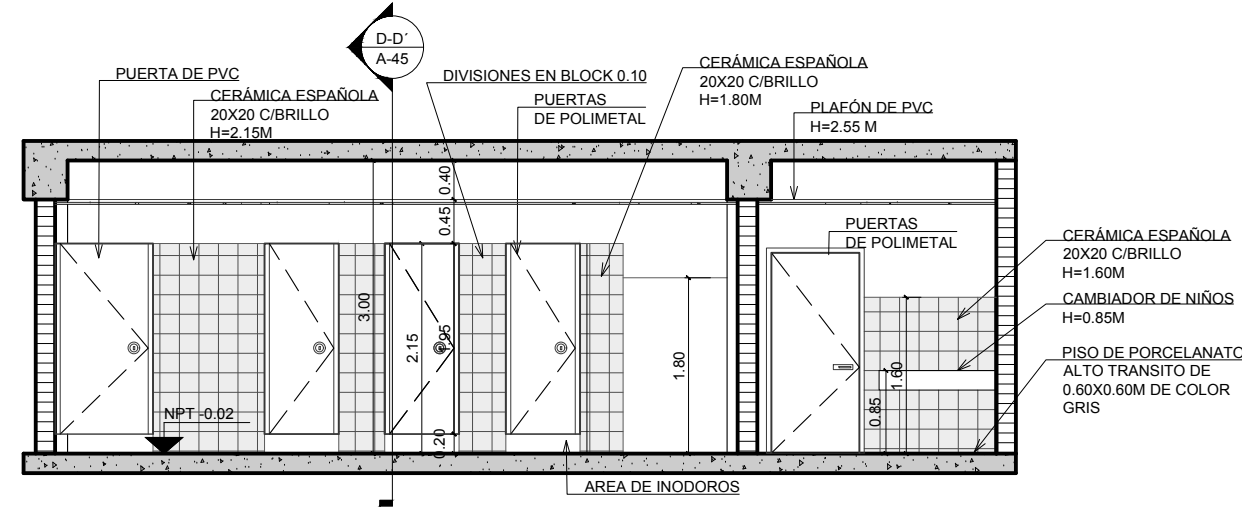 D-D´
A-45
PUERTA DE PVC
CERÁMICA ESPAÑOLA
20X20 C/BRILLO
H=2.15M
DIVISIONES EN BLOCK 0.10
PUERTAS
DE POLIMETAL
CERÁMICA ESPAÑOLA
20X20 C/BRILLO
H=1.80M
PLAFÓN DE PVC
H=2.55 M
0.40
0.45
3.00
2.15
1.95
0.20
1.80
NPT -0.02
AREA DE INODOROS
PUERTAS
DE POLIMETAL
1.60
0.85
CERÁMICA ESPAÑOLA
20X20 C/BRILLO
H=1.60M
CAMBIADOR DE NIÑOS
H=0.85M
PISO DE PORCELANATO
ALTO TRANSITO DE
0.60X0.60M DE COLOR
GRIS